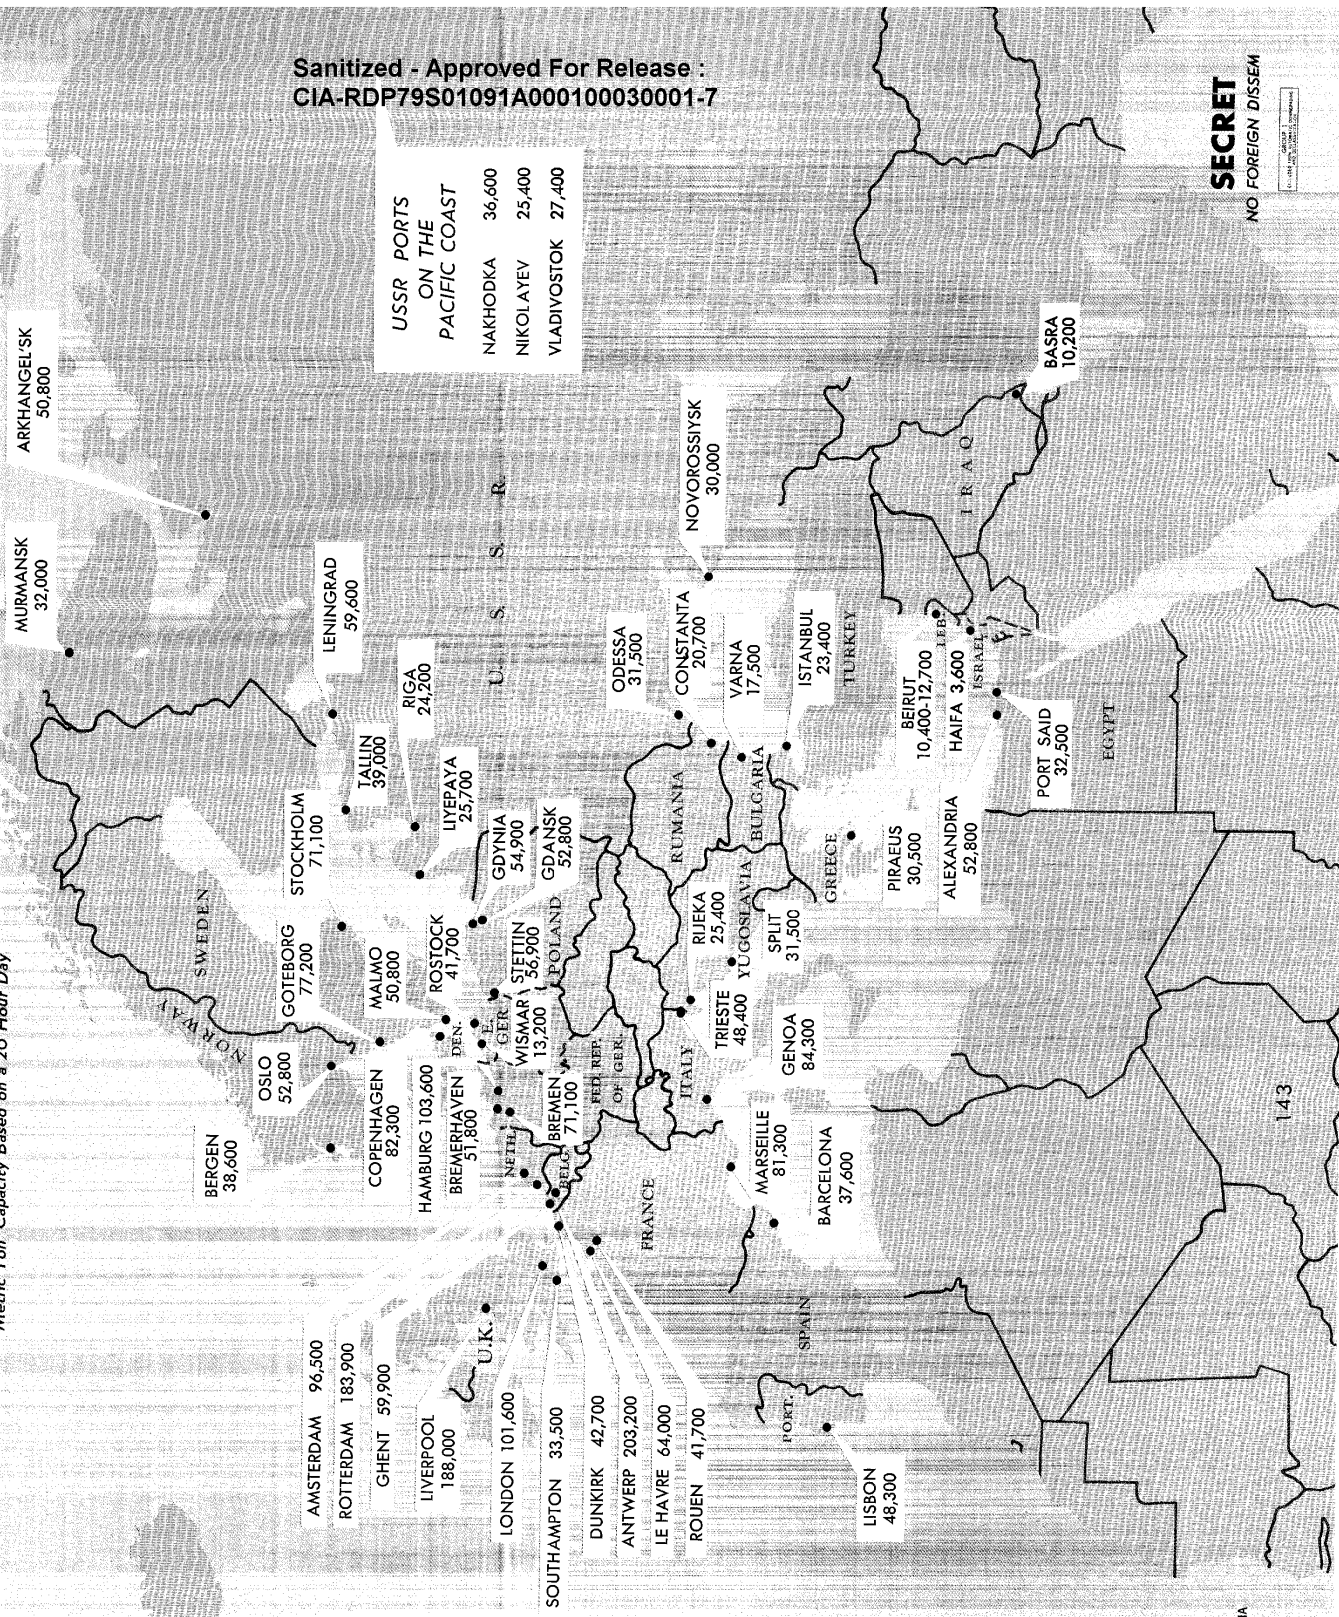 Metric Ton Capacity Based on a 20 Hour Day
Sanitized - Approved For Release :
CIA-RDP79S01091A000100030001-7
MURMANSK
32,000
ARKHANGEL'SK
50,800
USSR PORTS
ON THE
PACIFIC COAST
NAKHODKA 36,600
NIKOLAYEV 25,400
VLADIVOSTOK 27,400
BERGEN
38,600
OSLO
52,800
NORWAY
SWEDEN
GOTEBORG
77,200
STOCKHOLM
71,100
LENINGRAD
59,600
TALLIN
39,000
RIGA
24,200
LIYEPAYA
25,700
COPENHAGEN
82,300
MALMO
50,800
ROSTOCK
41,700
GDYNIA
54,900
GDANSK
52,800
HAMBURG 103,600
BREMERHAVEN
51,800
DEN.
E.
GER.
WISMAR
13,200
STETTIN
56,900
POLAND
BREMEN
71,100
NETH.
BELG.
FED. REP.
OF GER.
U. S. S. R.
AMSTERDAM 96,500
ROTTERDAM 183,900
GHENT 59,900
LIVERPOOL
188,000
U.K.
LONDON 101,600
SOUTHAMPTON 33,500
DUNKIRK 42,700
ANTWERP 203,200
LE HAVRE 64,000
ROUEN 41,700
FRANCE
ITALY
RUMANIA
ODESSA
31,500
CONSTANTA
20,700
NOVOROSSIYSK
30,000
VARNA
17,500
BULGARIA
RIJEKA
25,400
YUGOSLAVIA
SPLIT
31,500
TRIESTE
48,400
GENOA
84,300
MARSEILLE
81,300
BARCELONA
37,600
SPAIN
PORT.
LISBON
48,300
ISTANBUL
23,400
TURKEY
GREECE
PIRAEUS
30,500
ALEXANDRIA
52,800
BEIRUT
10,400-12,700
LEB.
HAIFA 3,600
ISRAEL
PORT SAID
32,500
EGYPT
IRAQ
BASRA
10,200
SECRET
NO FOREIGN DISSEM
GROUP 1
143